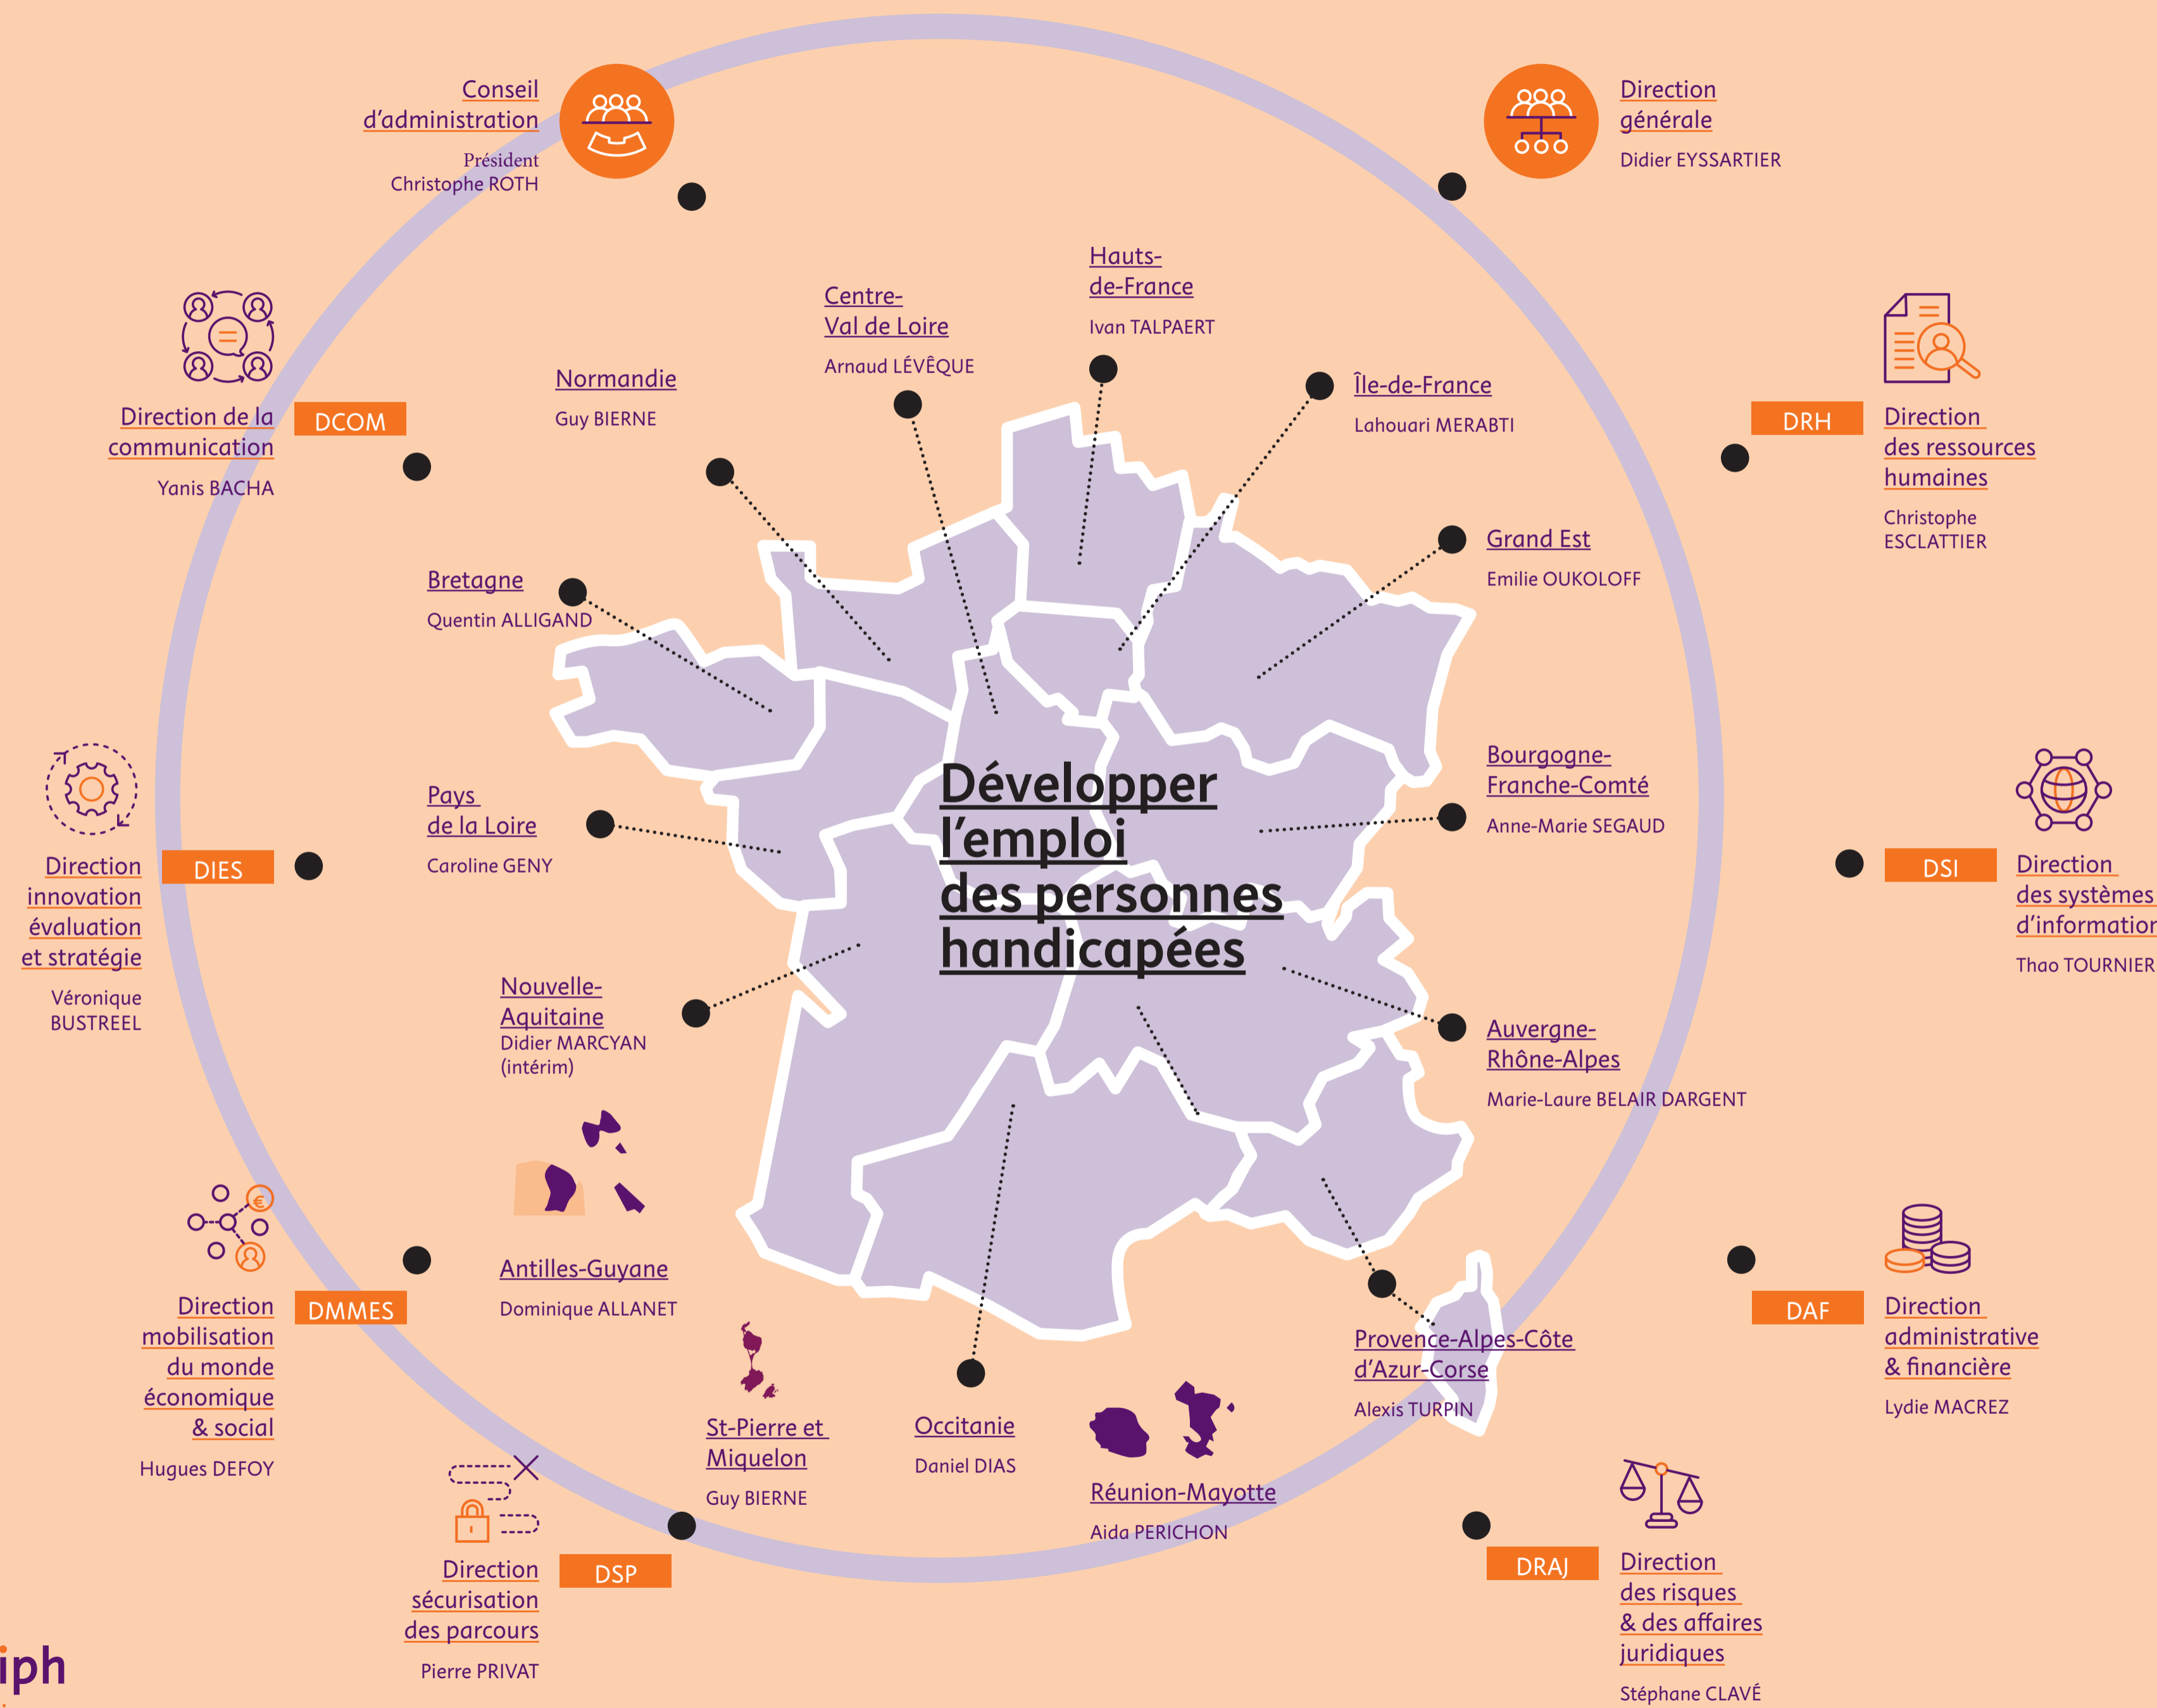 Conseil
d'administration
Président
Christophe ROTH
Direction
générale
Didier EYSSARTIER
Direction de la
communication
DCOM
Yanis BACHA
Normandie
Guy BIERNE
Centre-
Val de Loire
Arnaud LÉVÊQUE
Hauts-
de-France
Ivan TALPAERT
Île-de-France
Lahouari MERABTI
DRH
Direction
des ressources
humaines
Christophe
ESCLATTIER
Bretagne
Quentin ALLIGAND
Grand Est
Emilie OUKOLOFF
Pays
de la Loire
Caroline GENY
Développer
l'emploi
des personnes
handicapées
Bourgogne-
Franche-Comté
Anne-Marie SEGAUD
Direction
innovation
évaluation
et stratégie
DIES
Véronique
BUSTREEL
DSI
Direction
des systèmes
d'information
Thao TOURNIER
Nouvelle-
Aquitaine
Didier MARCYAN
(intérim)
Auvergne-
Rhône-Alpes
Marie-Laure BELAIR DARGENT
Antilles-Guyane
Dominique ALLANET
€
Direction
mobilisation
du monde
économique
& social
DMMES
Hugues DEFOY
St-Pierre et
Miquelon
Guy BIERNE
Occitanie
Daniel DIAS
Réunion-Mayotte
Aida PERICHON
Provence-Alpes-Côte
d'Azur-Corse
Alexis TURPIN
DAF
Direction
administrative
& financière
Lydie MACREZ
Direction
sécurisation
des parcours
DSP
Pierre PRIVAT
DRAJ
Direction
des risques
& des affaires
juridiques
Stéphane CLAVÉ
iph